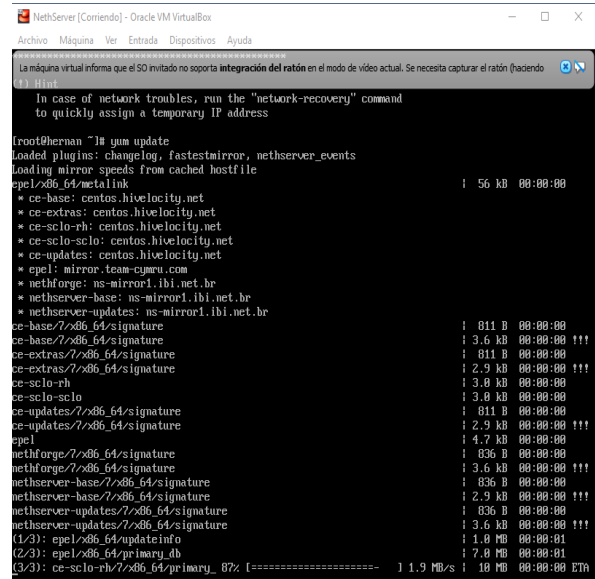 NethServer [Corriendo] - Oracle VM VirtualBox
Archivo Máquina Ver Entrada Dispositivos Ayuda
La máquina virtual informa que el SO invitado no soporta integración del ratón en el modo de vídeo actual. Se necesita capturar el ratón (haciendo
(!) Hint
In case of network troubles, run the "network-recovery" command
to quickly assign a temporary IP address
[root@hernan ~]# yum update
Loaded plugins: changelog, fastestmirror, nethserver_events
Loading mirror speeds from cached hostfile
epel/x86_64/metalink | 56 kB 00:00:00
* ce-base: centos.hivelocity.net
* ce-extras: centos.hivelocity.net
* ce-sclo-rh: centos.hivelocity.net
* ce-sclo-sclo: centos.hivelocity.net
* ce-updates: centos.hivelocity.net
* epel: mirror.team-cymru.com
* nethforge: ns-mirror1.ibi.net.br
* nethserver-base: ns-mirror1.ibi.net.br
* nethserver-updates: ns-mirror1.ibi.net.br
ce-base/7/x86_64/signature | 811 B 00:00:00
ce-base/7/x86_64/signature | 3.6 kB 00:00:00 !!!
ce-extras/7/x86_64/signature | 811 B 00:00:00
ce-extras/7/x86_64/signature | 2.9 kB 00:00:00 !!!
ce-sclo-rh | 3.0 kB 00:00:00
ce-sclo-sclo | 3.0 kB 00:00:00
ce-updates/7/x86_64/signature | 811 B 00:00:00
ce-updates/7/x86_64/signature | 2.9 kB 00:00:00 !!!
epel | 4.7 kB 00:00:00
nethforge/7/x86_64/signature | 836 B 00:00:00
nethforge/7/x86_64/signature | 3.6 kB 00:00:00 !!!
nethserver-base/7/x86_64/signature | 836 B 00:00:00
nethserver-base/7/x86_64/signature | 2.9 kB 00:00:00 !!!
nethserver-updates/7/x86_64/signature | 836 B 00:00:00
nethserver-updates/7/x86_64/signature | 3.6 kB 00:00:00 !!!
(1/3): epel/x86_64/updateinfo | 1.0 MB 00:00:01
(2/3): epel/x86_64/primary_db | 7.0 MB 00:00:01
(3/3): ce-sclo-rh/7/x86_64/primary_ 87% [=====================- ] 1.9 MB/s | 10 MB 00:00:00 ETA